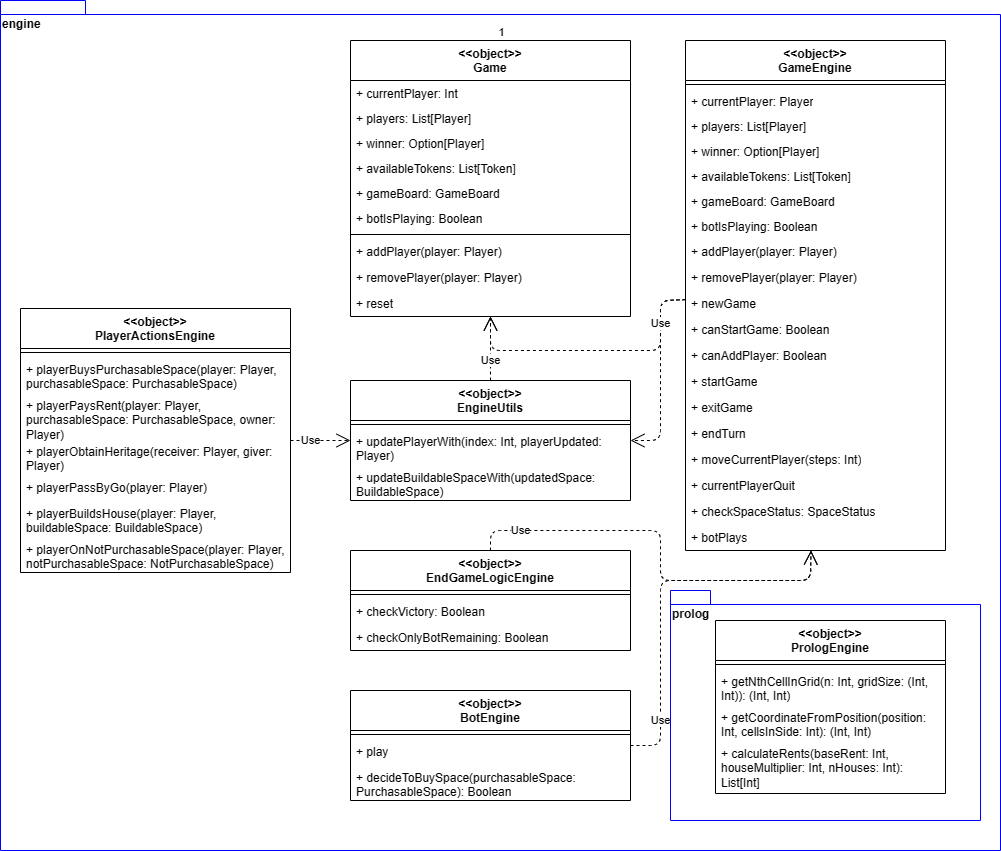 engine
1
<<object>>
Game
+ currentPlayer: Int
+ players: List[Player]
+ winner: Option[Player]
+ availableTokens: List[Token]
+ gameBoard: GameBoard
+ botIsPlaying: Boolean
+ addPlayer(player: Player)
+ removePlayer(player: Player)
+ reset
<<object>>
GameEngine
+ currentPlayer: Player
+ players: List[Player]
+ winner: Option[Player]
+ availableTokens: List[Token]
+ gameBoard: GameBoard
+ botIsPlaying: Boolean
+ addPlayer(player: Player)
+ removePlayer(player: Player)
+ newGame
+ canStartGame: Boolean
+ canAddPlayer: Boolean
+ startGame
+ exitGame
+ endTurn
+ moveCurrentPlayer(steps: Int)
+ currentPlayerQuit
+ checkSpaceStatus: SpaceStatus
+ botPlays
Use
Use
<<object>>
PlayerActionsEngine
+ playerBuysPurchasableSpace(player: Player,
purchasableSpace: PurchasableSpace)
+ playerPaysRent(player: Player,
purchasableSpace: PurchasableSpace, owner:
Player)
+ playerObtainHeritage(receiver: Player, giver:
Player)
+ playerPassByGo(player: Player)
+ playerBuildsHouse(player: Player,
buildableSpace: BuildableSpace)
+ playerOnNotPurchasableSpace(player: Player,
notPurchasableSpace: NotPurchasableSpace)
Use
<<object>>
EngineUtils
+ updatePlayerWith(index: Int, playerUpdated:
Player)
+ updateBuildableSpaceWith(updatedSpace:
BuildableSpace)
Use
<<object>>
EndGameLogicEngine
+ checkVictory: Boolean
+ checkOnlyBotRemaining: Boolean
<<object>>
BotEngine
+ play
+ decideToBuySpace(purchasableSpace:
PurchasableSpace): Boolean
Use
prolog
<<object>>
PrologEngine
+ getNthCellInGrid(n: Int, gridSize: (Int,
Int)): (Int, Int)
+ getCoordinateFromPosition(position:
Int, cellsInSide: Int): (Int, Int)
+ calculateRents(baseRent: Int,
houseMultiplier: Int, nHouses: Int):
List[Int]